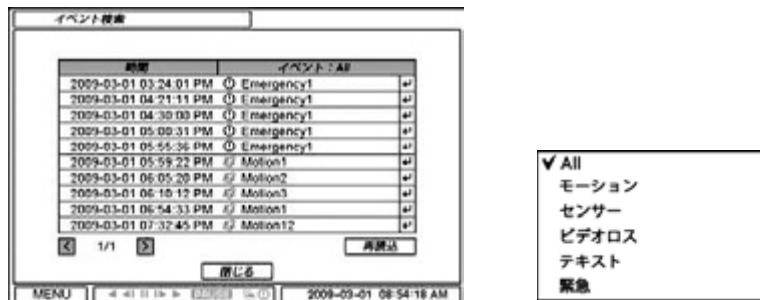 イベント検索
時間 イベント：All
2009-03-01 03:24:01 PM Emergency1
2009-03-01 04:21:11 PM Emergency1
2009-03-01 04:30:00 PM Emergency1
2009-03-01 05:00:31 PM Emergency1
2009-03-01 05:55:36 PM Emergency1
2009-03-01 05:59:22 PM Motion1
2009-03-01 06:05:20 PM Motion2
2009-03-01 06:10:12 PM Motion3
2009-03-01 06:54:33 PM Motion1
2009-03-01 07:32:45 PM Motion12
1/1 再読込
閉じる
MENU 2009-03-01 08:54:18 AM
All
モーション
センサー
ビデオロス
テキスト
緊急